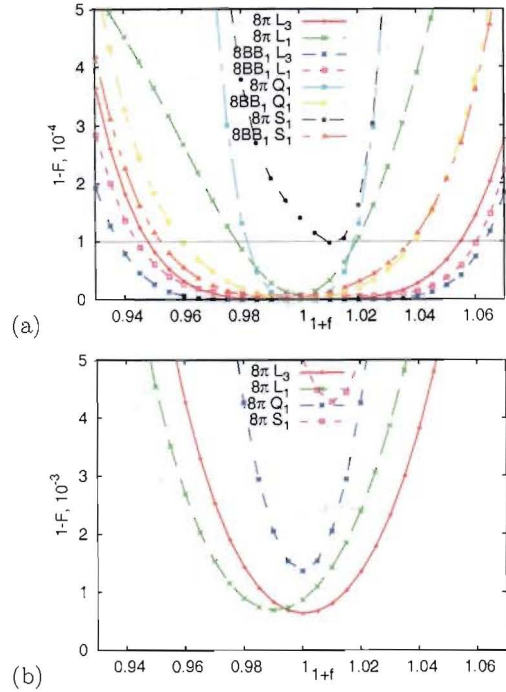 8π L₃
8π L₁
8BB₁ L₃
8BB₁ L₁
8π Q₁
8BB₁ Q₁
8π S₁
8BB₁ S₁
5
4
3
2
1
0
1-F, 10⁻⁴
0.94 0.96 0.98 1 1.02 1.04 1.06
1+f
(a)
8π L₃
8π L₁
8π Q₁
8π S₁
5
4
3
2
1
0
1-F, 10⁻³
0.94 0.96 0.98 1 1.02 1.04 1.06
1+f
(b)